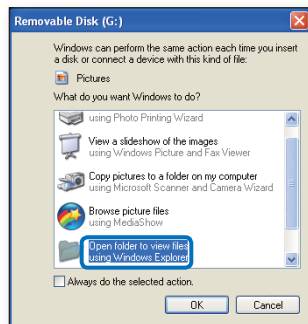 Removable Disk (G:)
Windows can perform the same action each time you insert
a disk or connect a device with this kind of file:
Pictures
What do you want Windows to do?
using Photo Printing Wizard
View a slideshow of the images
using Windows Picture and Fax Viewer
Copy pictures to a folder on my computer
using Microsoft Scanner and Camera Wizard
Browse picture files
using MediaShow
Open folder to view files
using Windows Explorer
Always do the selected action.
OK
Cancel